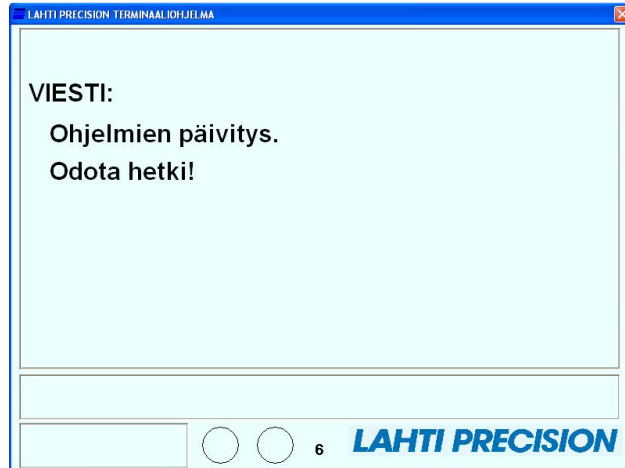 LAHTI PRECISION TERMINAALIOHJELMA
VIESTI:
Ohjelmien päivitys.
Odota hetki!
6
LAHTI PRECISION